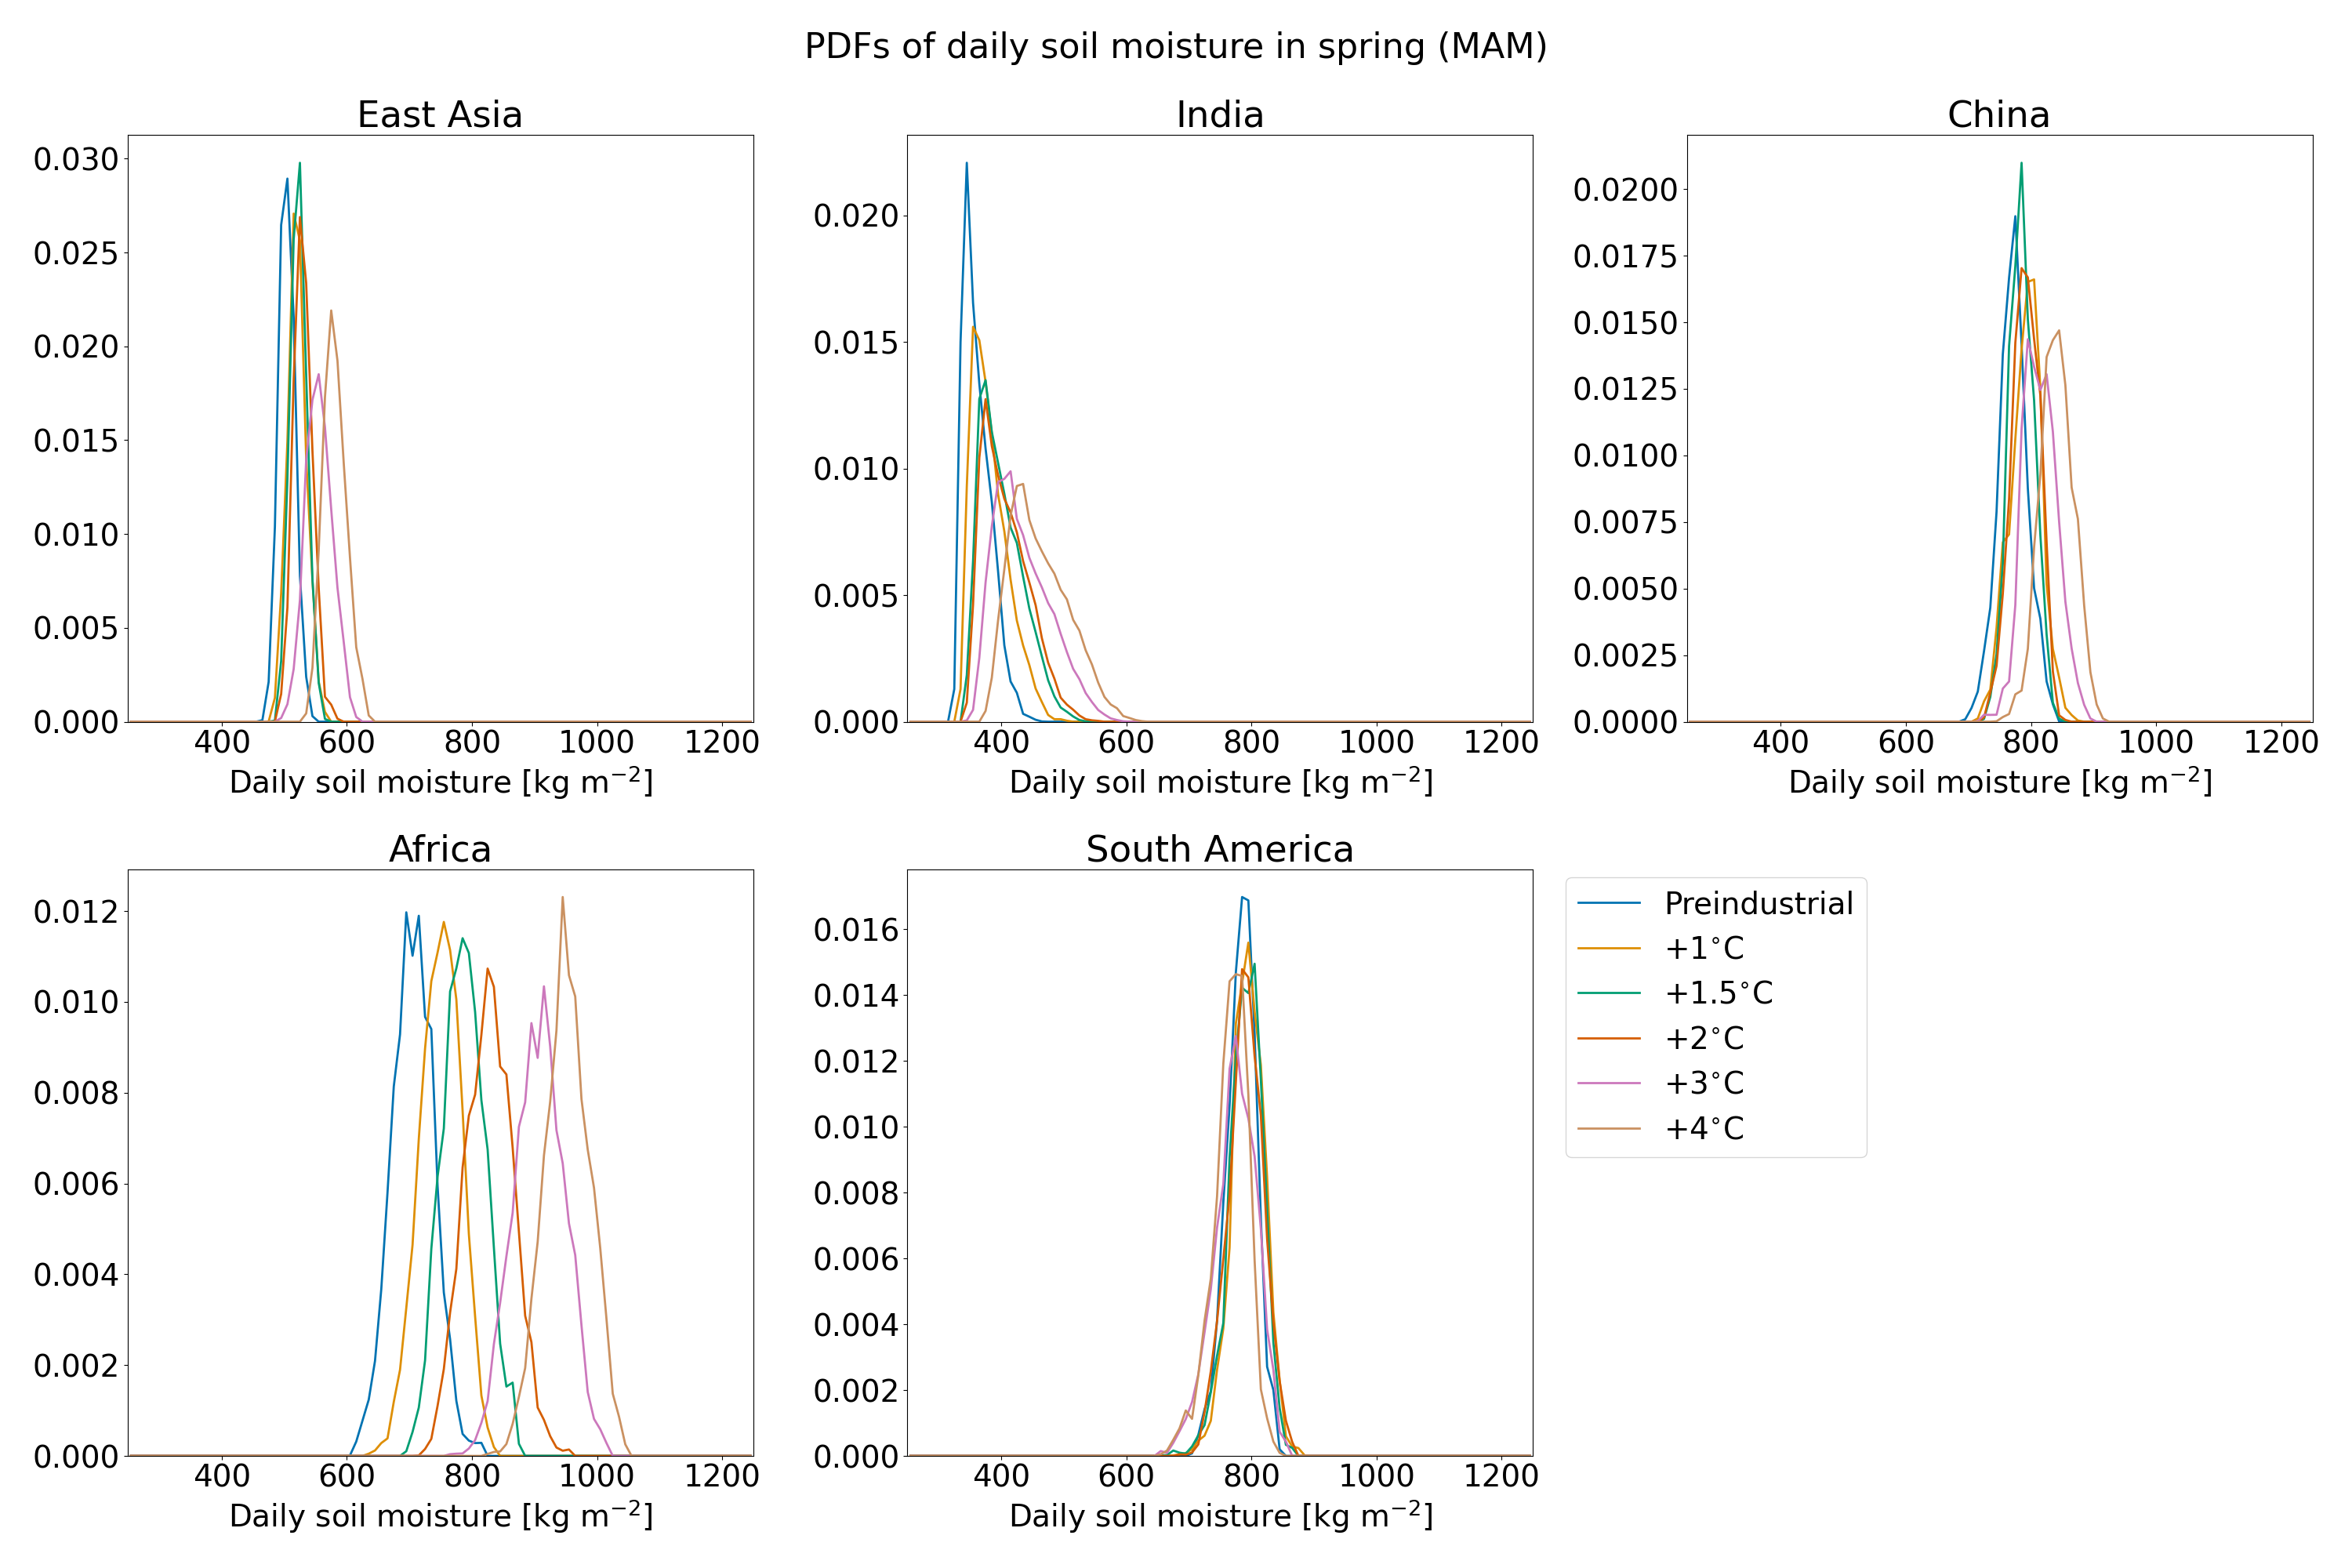 PDFs of daily soil moisture in spring (MAM)
East Asia
0.030
0.025
0.020
0.015
0.010
0.005
0.000
400 600 800 1000 1200
Daily soil moisture [kg m⁻²]
India
0.020
0.015
0.010
0.005
0.000
400 600 800 1000 1200
Daily soil moisture [kg m⁻²]
China
0.0200
0.0175
0.0150
0.0125
0.0100
0.0075
0.0050
0.0025
0.0000
400 600 800 1000 1200
Daily soil moisture [kg m⁻²]
Africa
0.012
0.010
0.008
0.006
0.004
0.002
0.000
400 600 800 1000 1200
Daily soil moisture [kg m⁻²]
South America
0.016
0.014
0.012
0.010
0.008
0.006
0.004
0.002
0.000
400 600 800 1000 1200
Daily soil moisture [kg m⁻²]
Preindustrial
+1°C
+1.5°C
+2°C
+3°C
+4°C